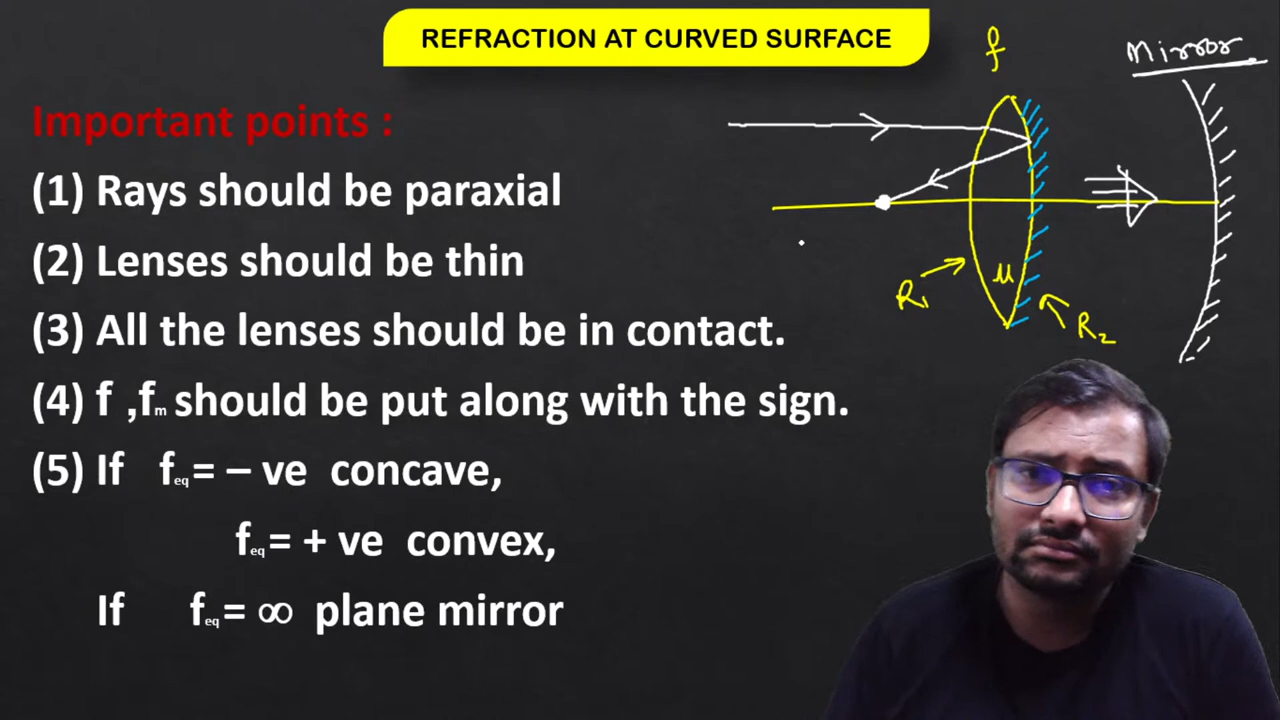 REFRACTION AT CURVED SURFACE
Important points :
(1) Rays should be paraxial
(2) Lenses should be thin
(3) All the lenses should be in contact.
(4) f ,fm should be put along with the sign.
(5) If feq = – ve concave,
feq = + ve convex,
If feq = ∞ plane mirror
f
Mirror
R1
μ
R2